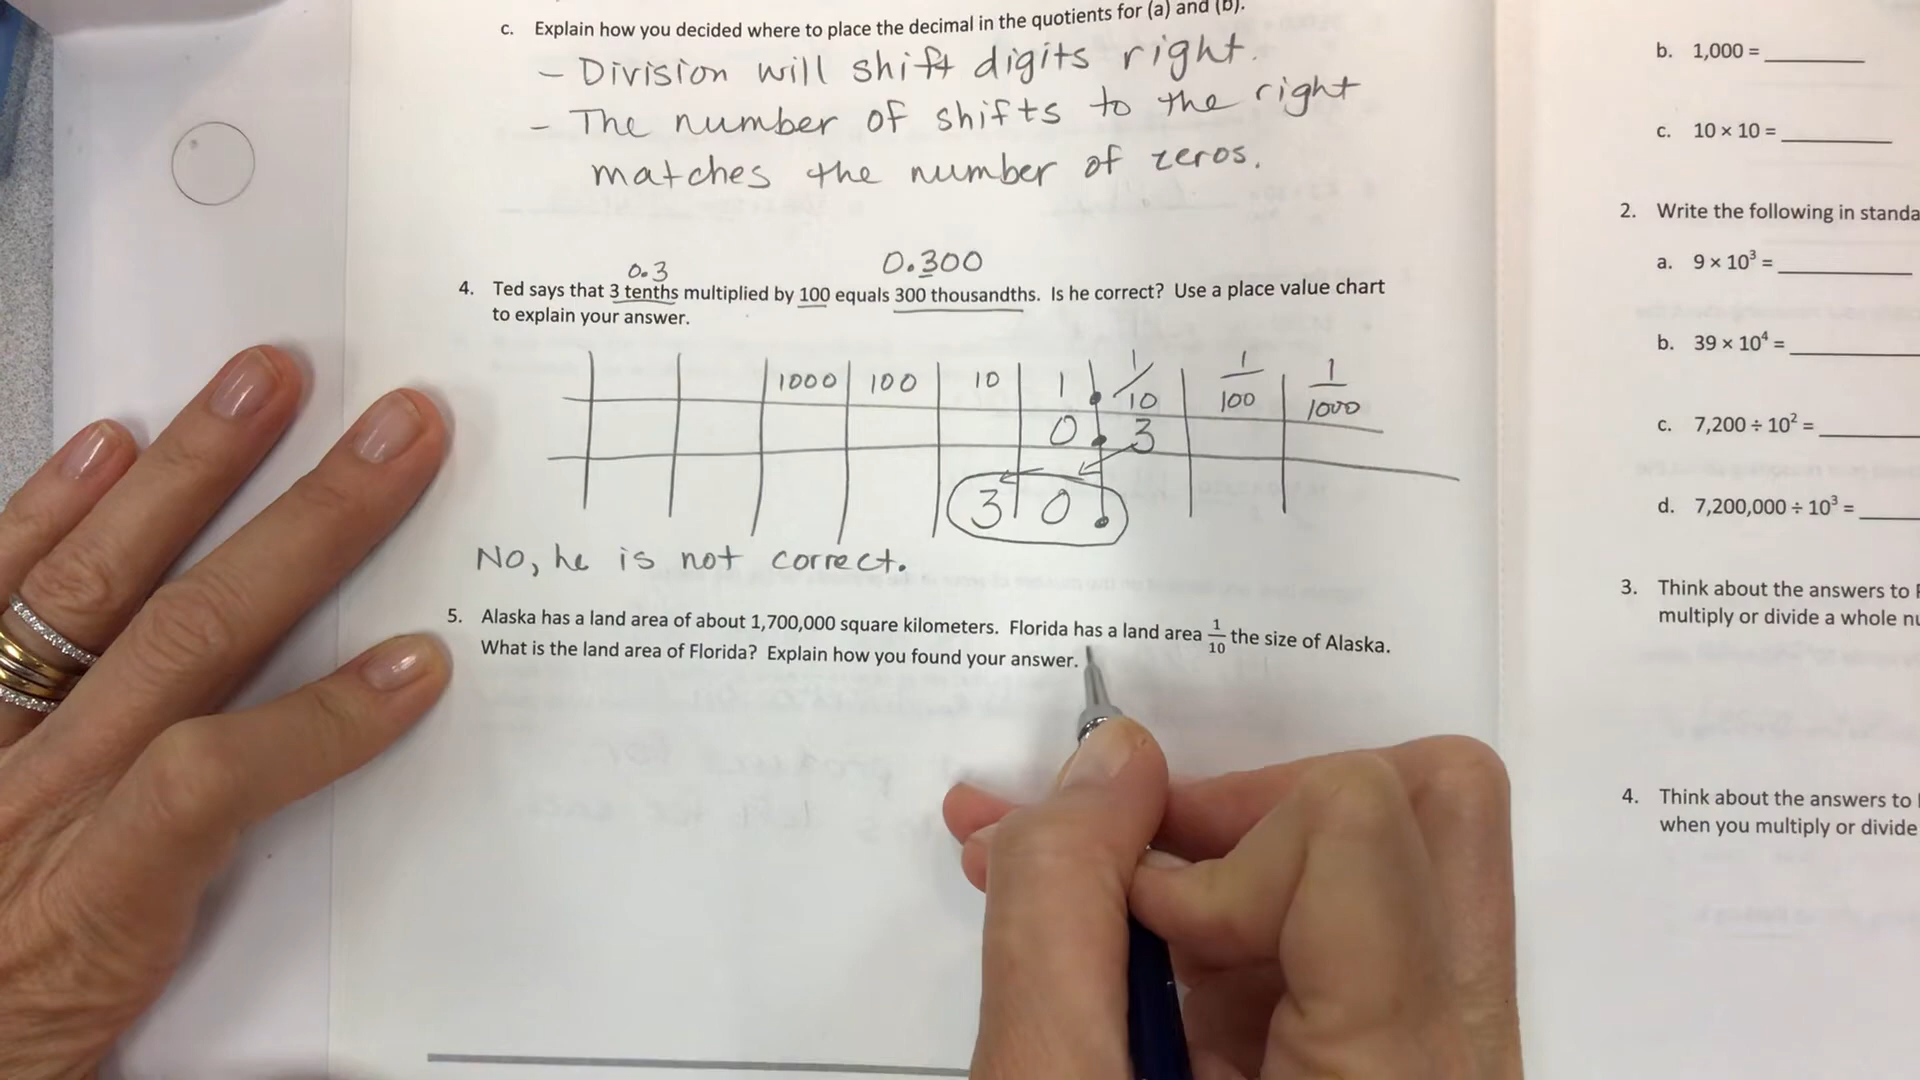 c. Explain how you decided where to place the decimal in the quotients for (a) and (b).
– Division will shift digits right.
– The number of shifts to the right
matches the number of zeros.
0.3 0.300
4. Ted says that 3 tenths multiplied by 100 equals 300 thousandths. Is he correct? Use a place value chart
to explain your answer.
1000 100 10 1 . 1/10 1/100 1/1000
0 . 3
3 0 .
No, he is not correct.
5. Alaska has a land area of about 1,700,000 square kilometers. Florida has a land area 1/10 the size of Alaska.
What is the land area of Florida? Explain how you found your answer.
b. 1,000 = ______
c. 10 × 10 = ______
2. Write the following in standa
a. 9 × 10³ = ______
b. 39 × 10⁴ = ______
c. 7,200 ÷ 10² = ______
d. 7,200,000 ÷ 10³ = ______
3. Think about the answers to
multiply or divide a whole nu
4. Think about the answers to
when you multiply or divide